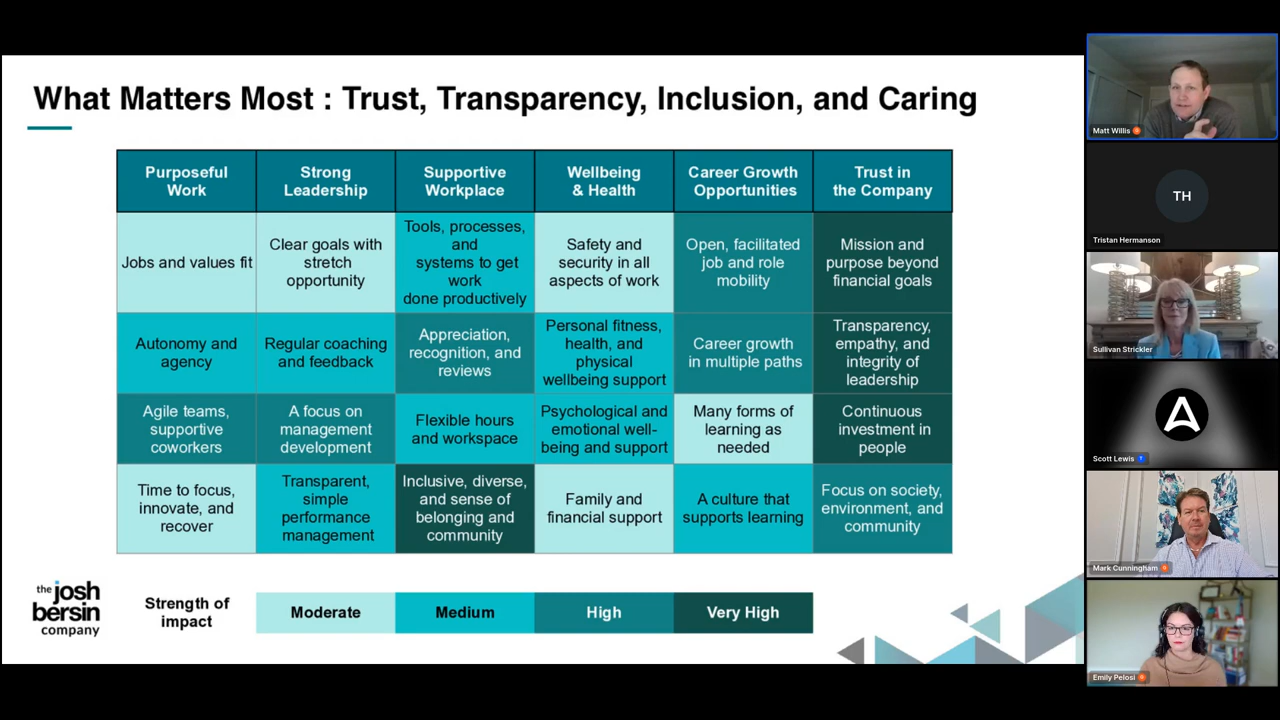 What Matters Most : Trust, Transparency, Inclusion, and Caring
Purposeful
Work
Strong
Leadership
Supportive
Workplace
Wellbeing
& Health
Career Growth
Opportunities
Trust in
the Company
Jobs and values fit
Clear goals with
stretch
opportunity
Tools, processes,
and
systems to get
work
done productively
Safety and
security in all
aspects of work
Open, facilitated
job and role
mobility
Mission and
purpose beyond
financial goals
Autonomy and
agency
Regular coaching
and feedback
Appreciation,
recognition, and
reviews
Personal fitness,
health, and
physical
wellbeing support
Career growth
in multiple paths
Transparency,
empathy, and
integrity of
leadership
Agile teams,
supportive
coworkers
A focus on
management
development
Flexible hours
and workspace
Psychological and
emotional well-
being and support
Many forms of
learning as
needed
Continuous
investment in
people
Time to focus,
innovate, and
recover
Transparent,
simple
performance
management
Inclusive, diverse,
and sense of
belonging and
community
Family and
financial support
A culture that
supports learning
Focus on society,
environment, and
community
the josh
bersin
company
Strength of
impact
Moderate
Medium
High
Very High
Matt Willis
TH
Tristan Hermanson
Sullivan Strickler
Scott Lewis
Mark Cunningham
Emily Pelosi